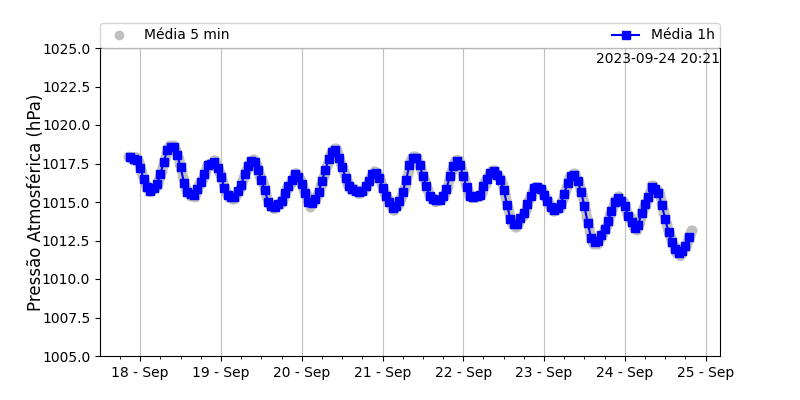 Média 5 min
Média 1h
2023-09-24 20:21
Pressão Atmosférica (hPa)
1025.0
1022.5
1020.0
1017.5
1015.0
1012.5
1010.0
1007.5
1005.0
18 - Sep 19 - Sep 20 - Sep 21 - Sep 22 - Sep 23 - Sep 24 - Sep 25 - Sep